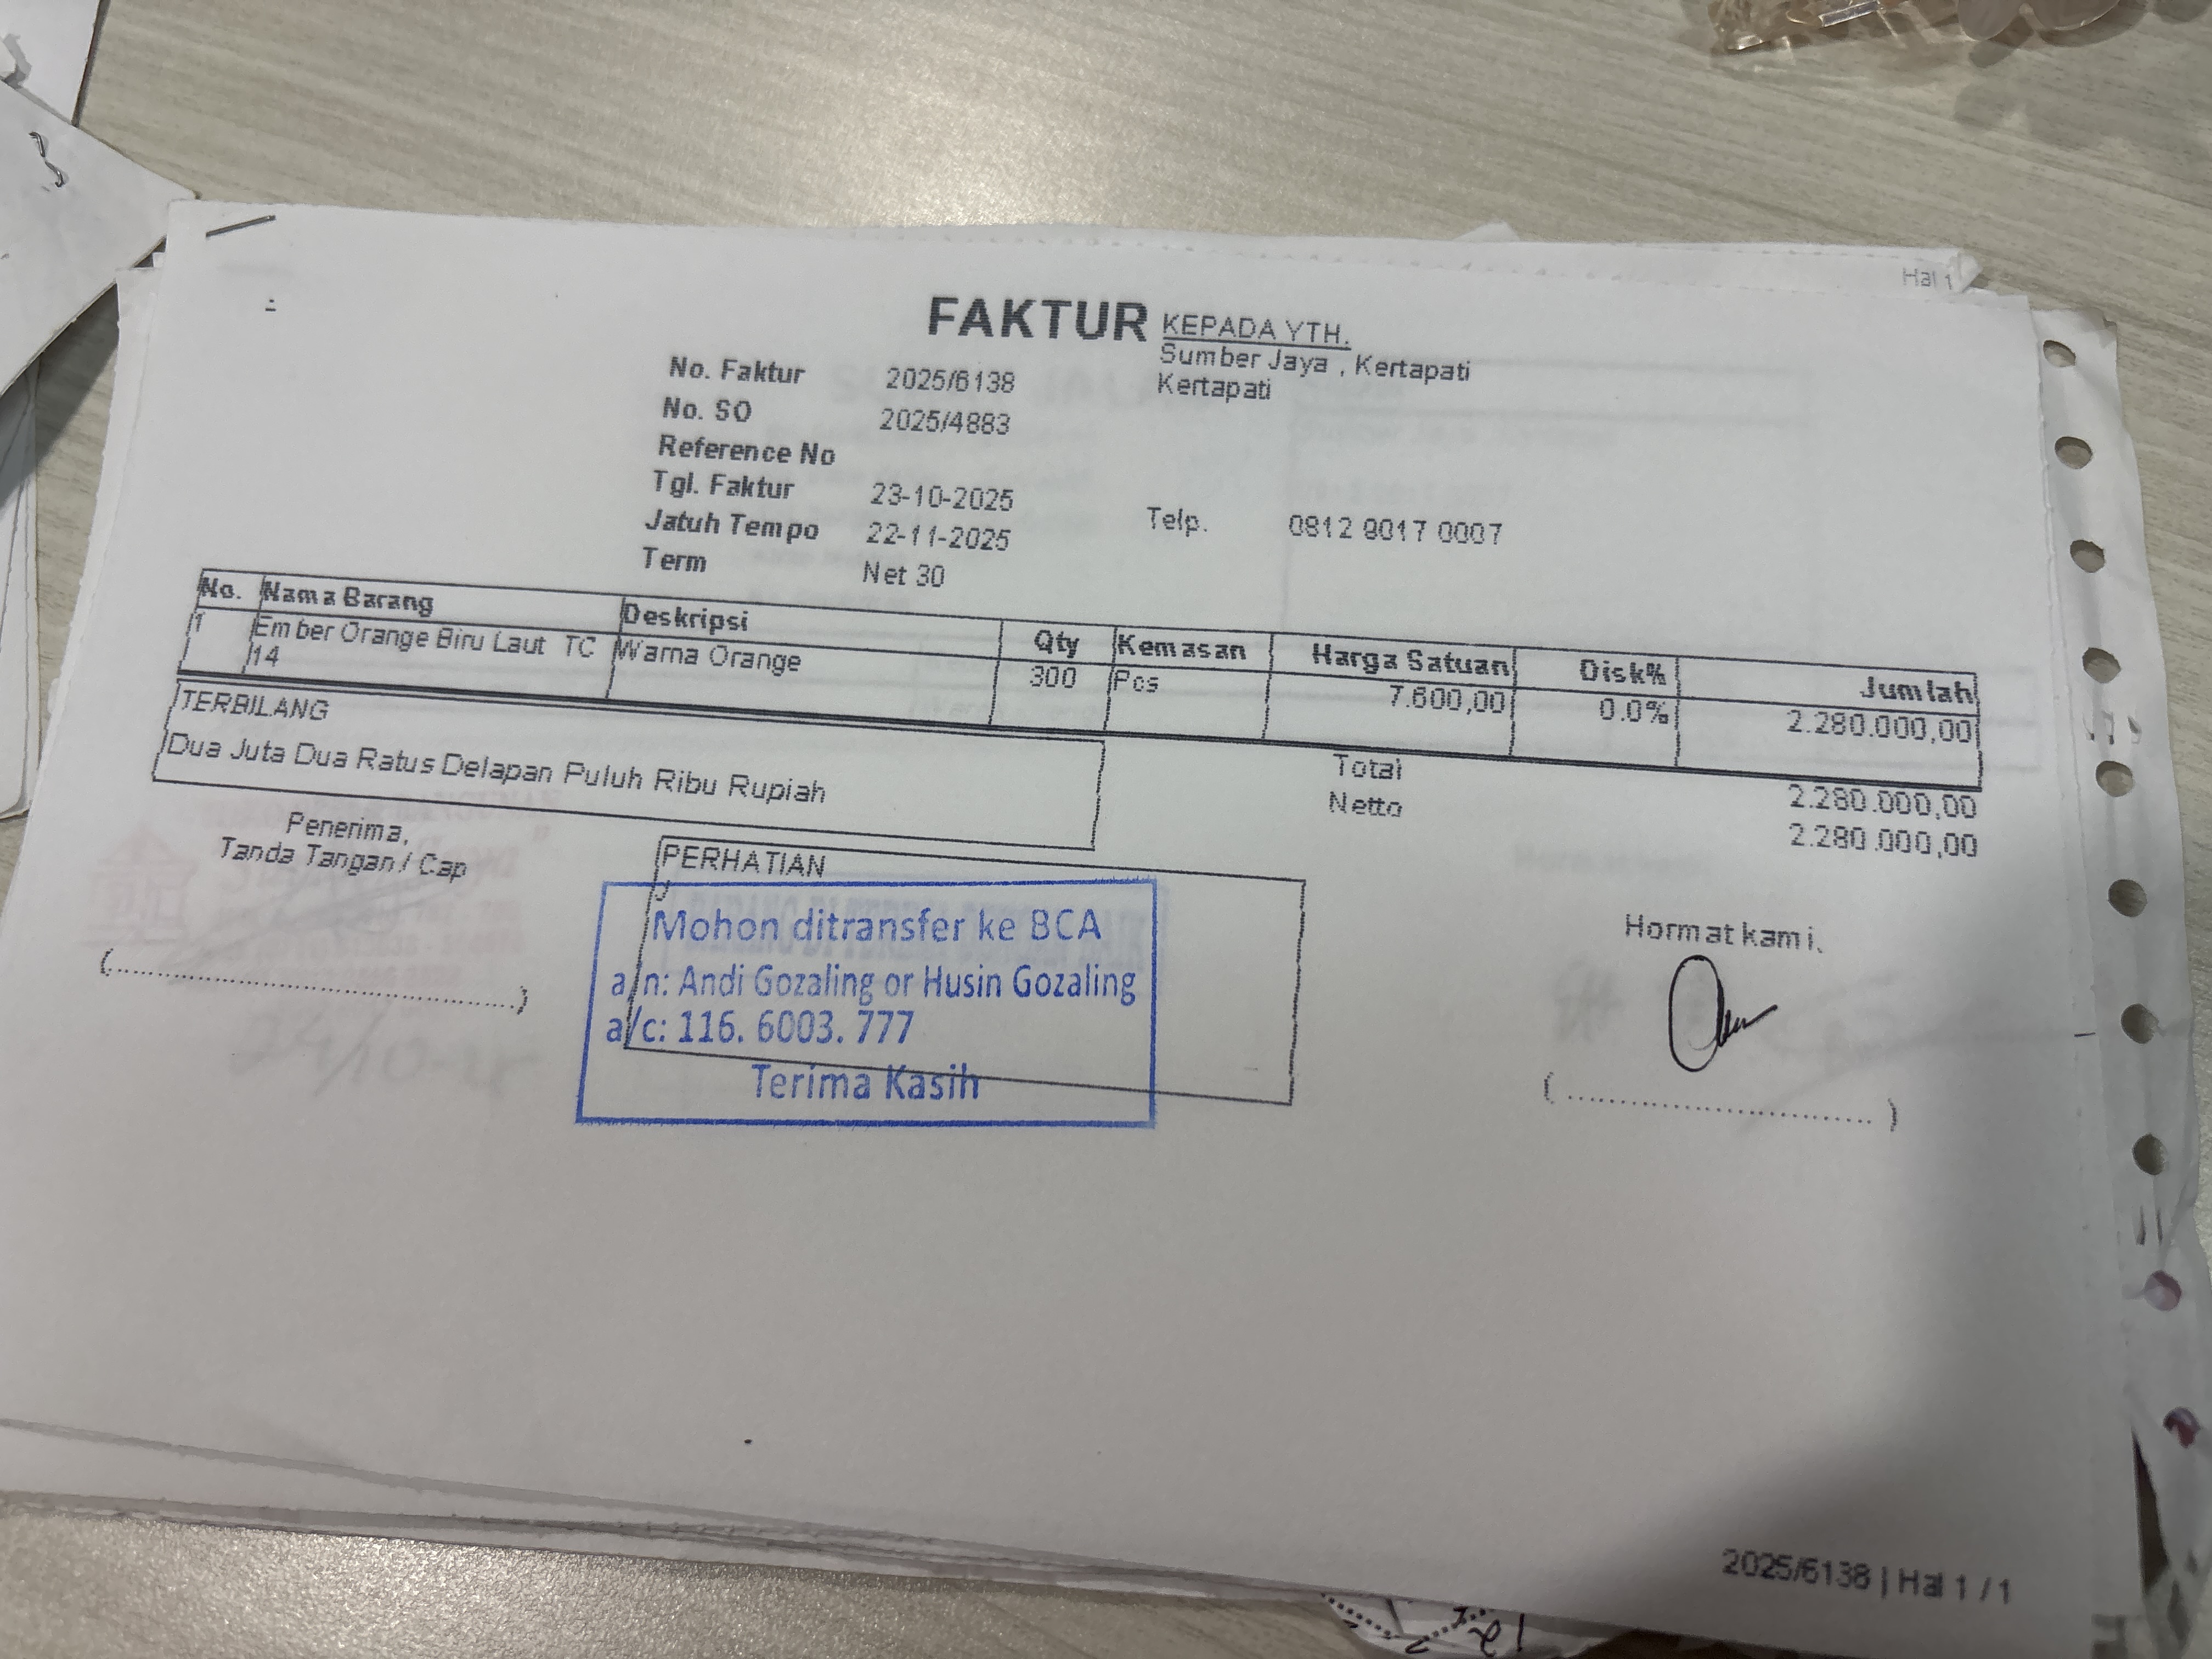 Hal 1
FAKTUR
KEPADA YTH.
Sumber Jaya , Kertapati
Kertapati
No. Faktur 2025/6138
No. SO 2025/4883
Reference No
Tgl. Faktur 23-10-2025
Jatuh Tempo 22-11-2025
Term Net 30
Telp. 0812 8017 0007
No. Nama Barang Deskripsi Qty Kemasan Harga Satuan Disk% Jumlah
1 Ember Orange Biru Laut TC Warna Orange 300 Pcs 7.600,00 0.0% 2.280.000,00
14
TERBILANG
Dua Juta Dua Ratus Delapan Puluh Ribu Rupiah
Total 2.280.000,00
Netto 2.280.000,00
Penerima,
Tanda Tangan / Cap
PERHATIAN
Mohon ditransfer ke BCA
a/n: Andi Gozaling or Husin Gozaling
a/c: 116. 6003. 777
Terima Kasih
Hormat kami,
24/10-25
2025/6138 | Hal 1 / 1